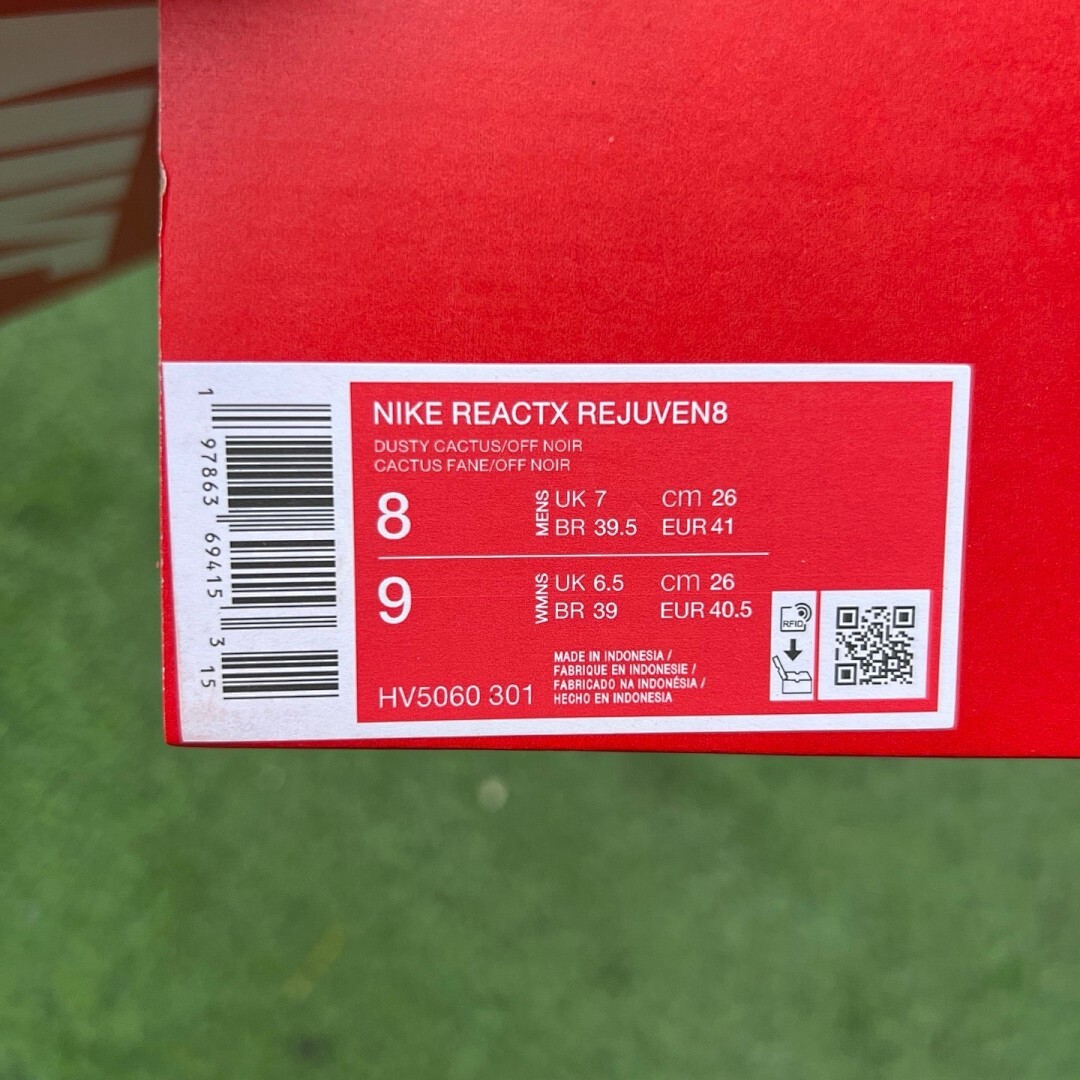 NIKE REACTX REJUVEN8
DUSTY CACTUS/OFF NOIR
CACTUS FANE/OFF NOIR
8 MENS UK 7 cm 26
BR 39.5 EUR 41
9 WMNS UK 6.5 cm 26
BR 39 EUR 40.5
MADE IN INDONESIA /
FABRIQUE EN INDONESIE /
FABRICADO NA INDONÉSIA /
HECHO EN INDONESIA
HV5060 301
RFID
1 97863 69415 3 15